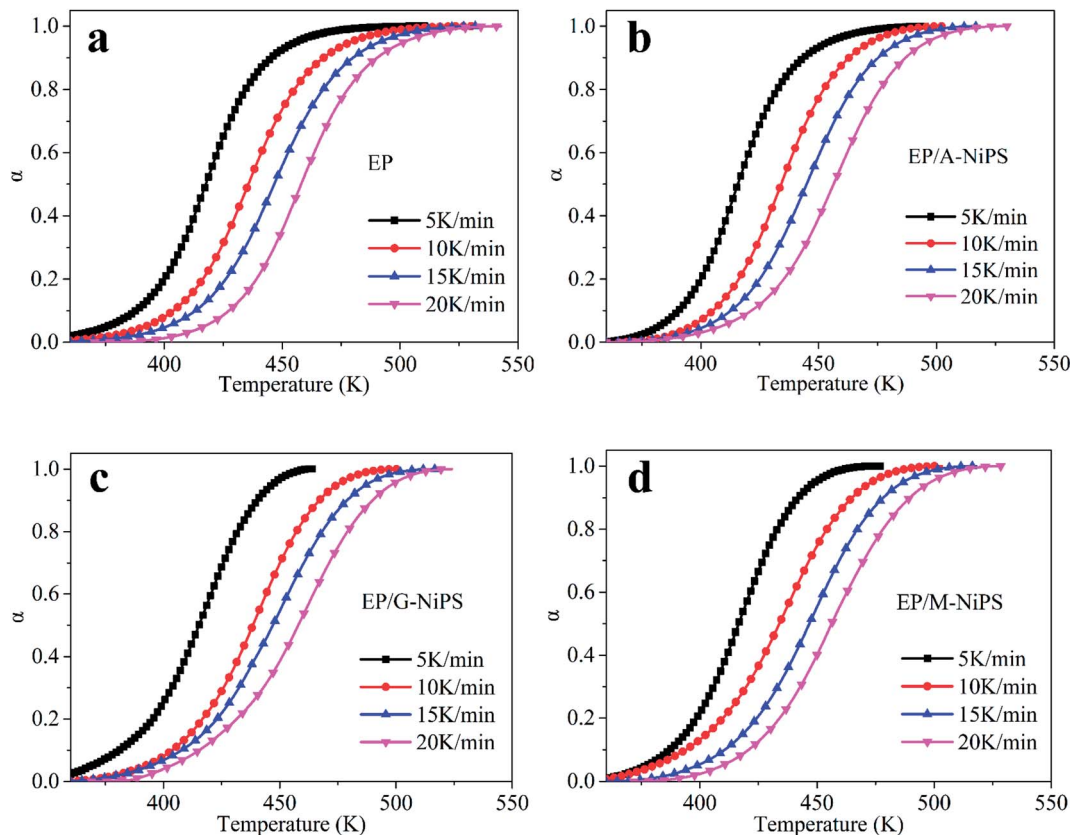 a
1.0
0.8
0.6
0.4
0.2
0.0
α
EP
5K/min
10K/min
15K/min
20K/min
400
450
500
550
Temperature (K)
b
1.0
0.8
0.6
0.4
0.2
0.0
α
EP/A-NiPS
5K/min
10K/min
15K/min
20K/min
400
450
500
550
Temperature (K)
c
1.0
0.8
0.6
0.4
0.2
0.0
α
EP/G-NiPS
5K/min
10K/min
15K/min
20K/min
400
450
500
550
Temperature (K)
d
1.0
0.8
0.6
0.4
0.2
0.0
α
EP/M-NiPS
5K/min
10K/min
15K/min
20K/min
400
450
500
550
Temperature (K)